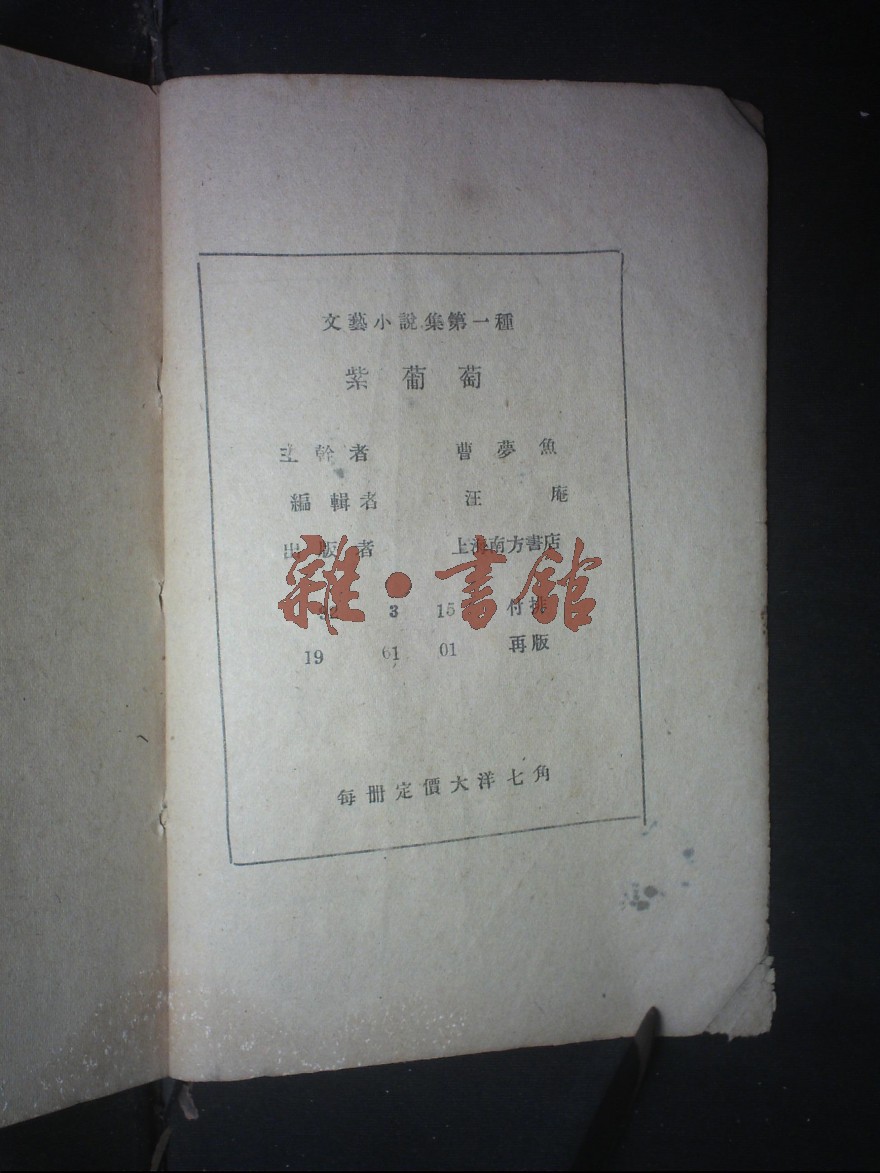 文藝小說集第一種
紫葡萄
主幹者 曹夢魚
編輯者 汪庵
出版者 上海南方書店
3 15 付排
19 61 01 再版
每冊定價大洋七角
雜·書館